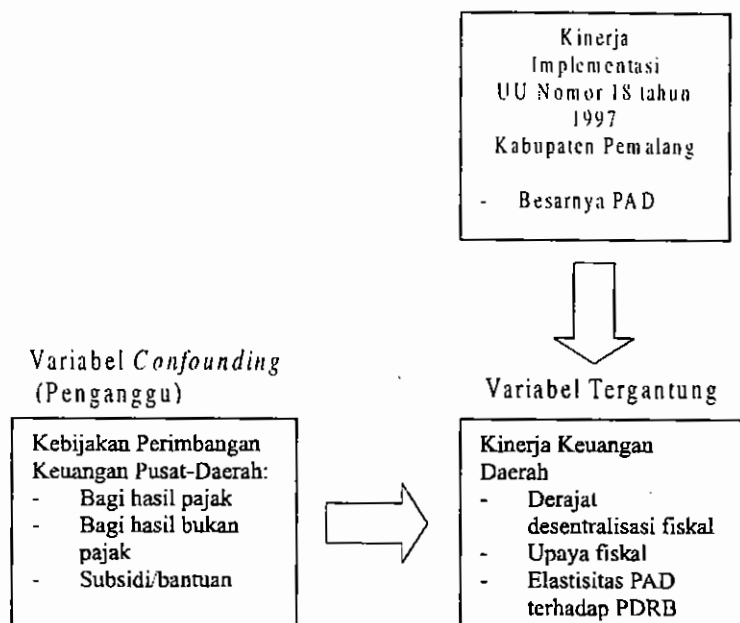 Kinerja
Implementasi
UU Nomor 18 tahun
1997
Kabupaten Pemalang
- Besarnya PAD
Variabel Confounding
(Penganggu)
Kebijakan Perimbangan
Keuangan Pusat-Daerah:
- Bagi hasil pajak
- Bagi hasil bukan
pajak
- Subsidi/bantuan
Variabel Tergantung
Kinerja Keuangan
Daerah
- Derajat
desentralisasi fiskal
- Upaya fiskal
- Elastisitas PAD
terhadap PDRB